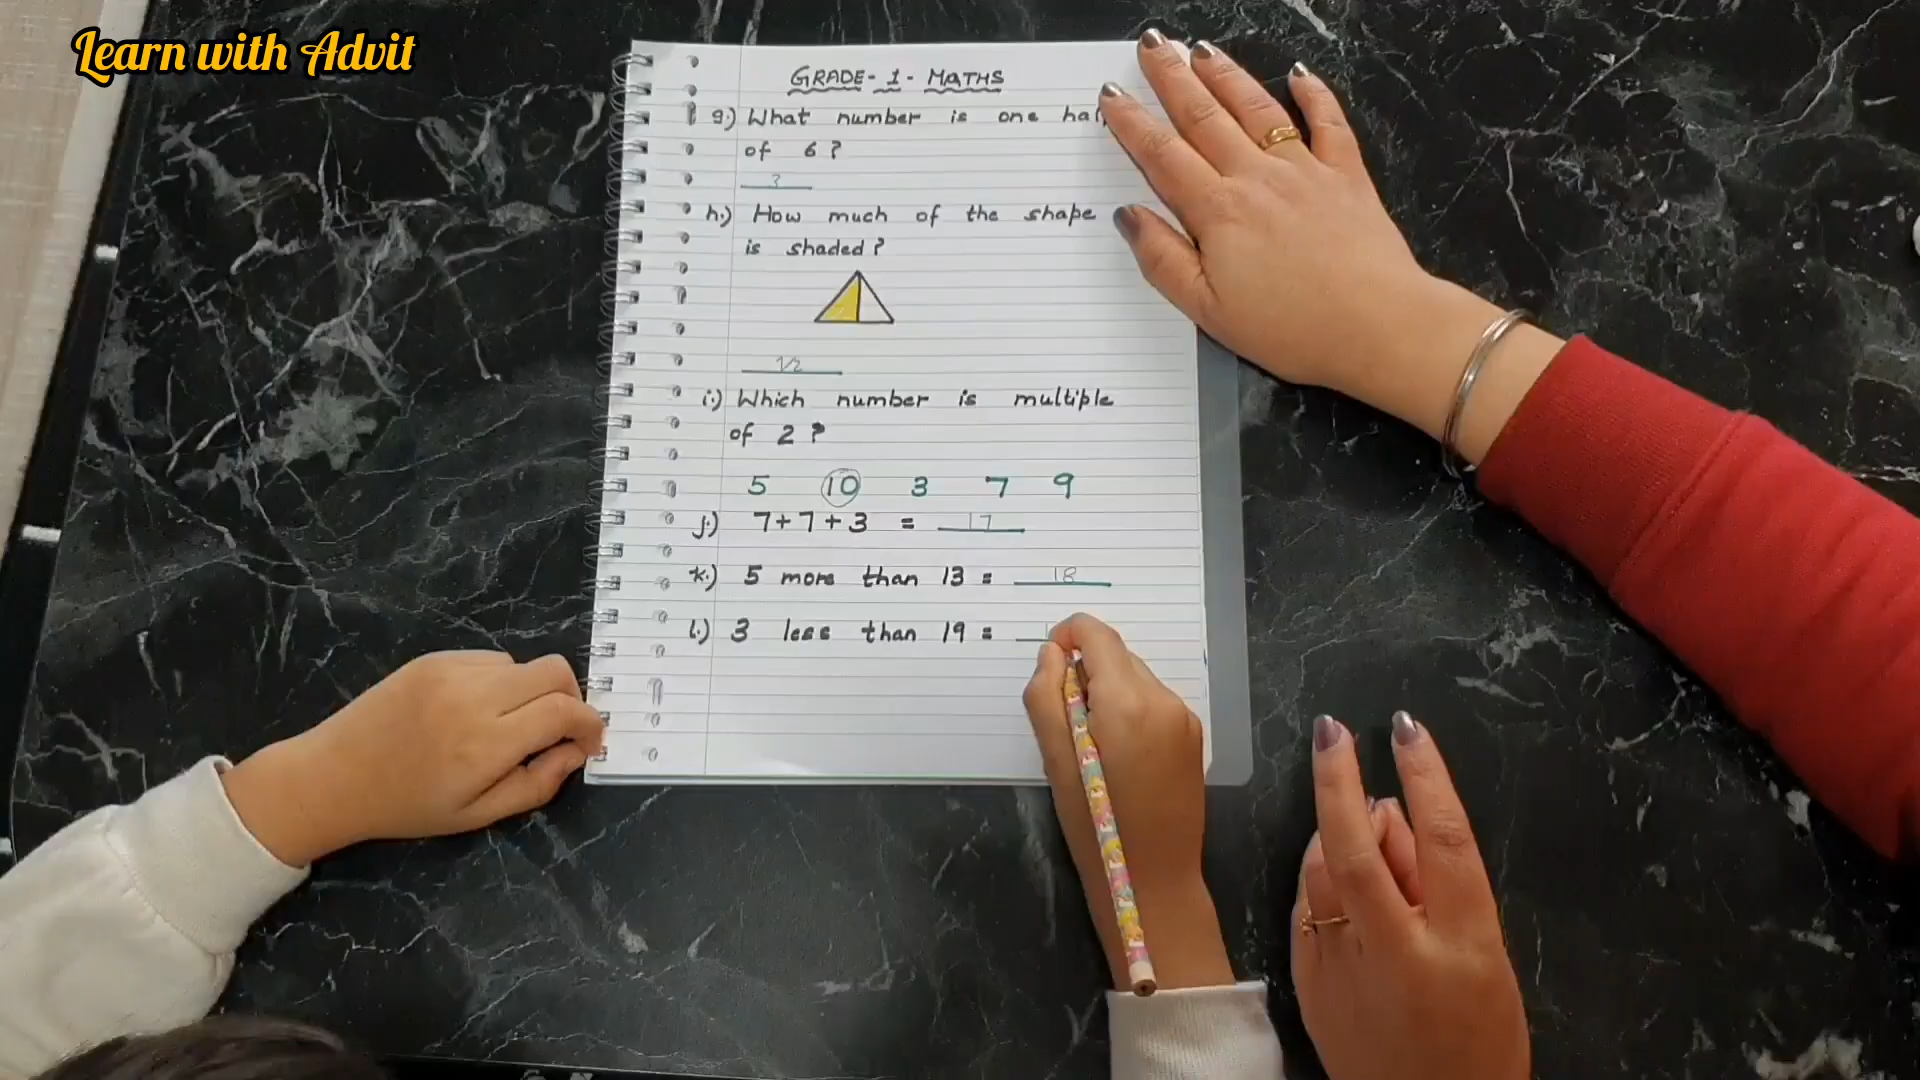 Learn with Advit
GRADE-1-MATHS
g.) What number is one hal
of 6?
3
h.) How much of the shape
is shaded?
1/2
i.) Which number is multiple
of 2?
5 10 3 7 9
j.) 7+7+3 = 17
k.) 5 more than 13 = 18
l.) 3 less than 19 =